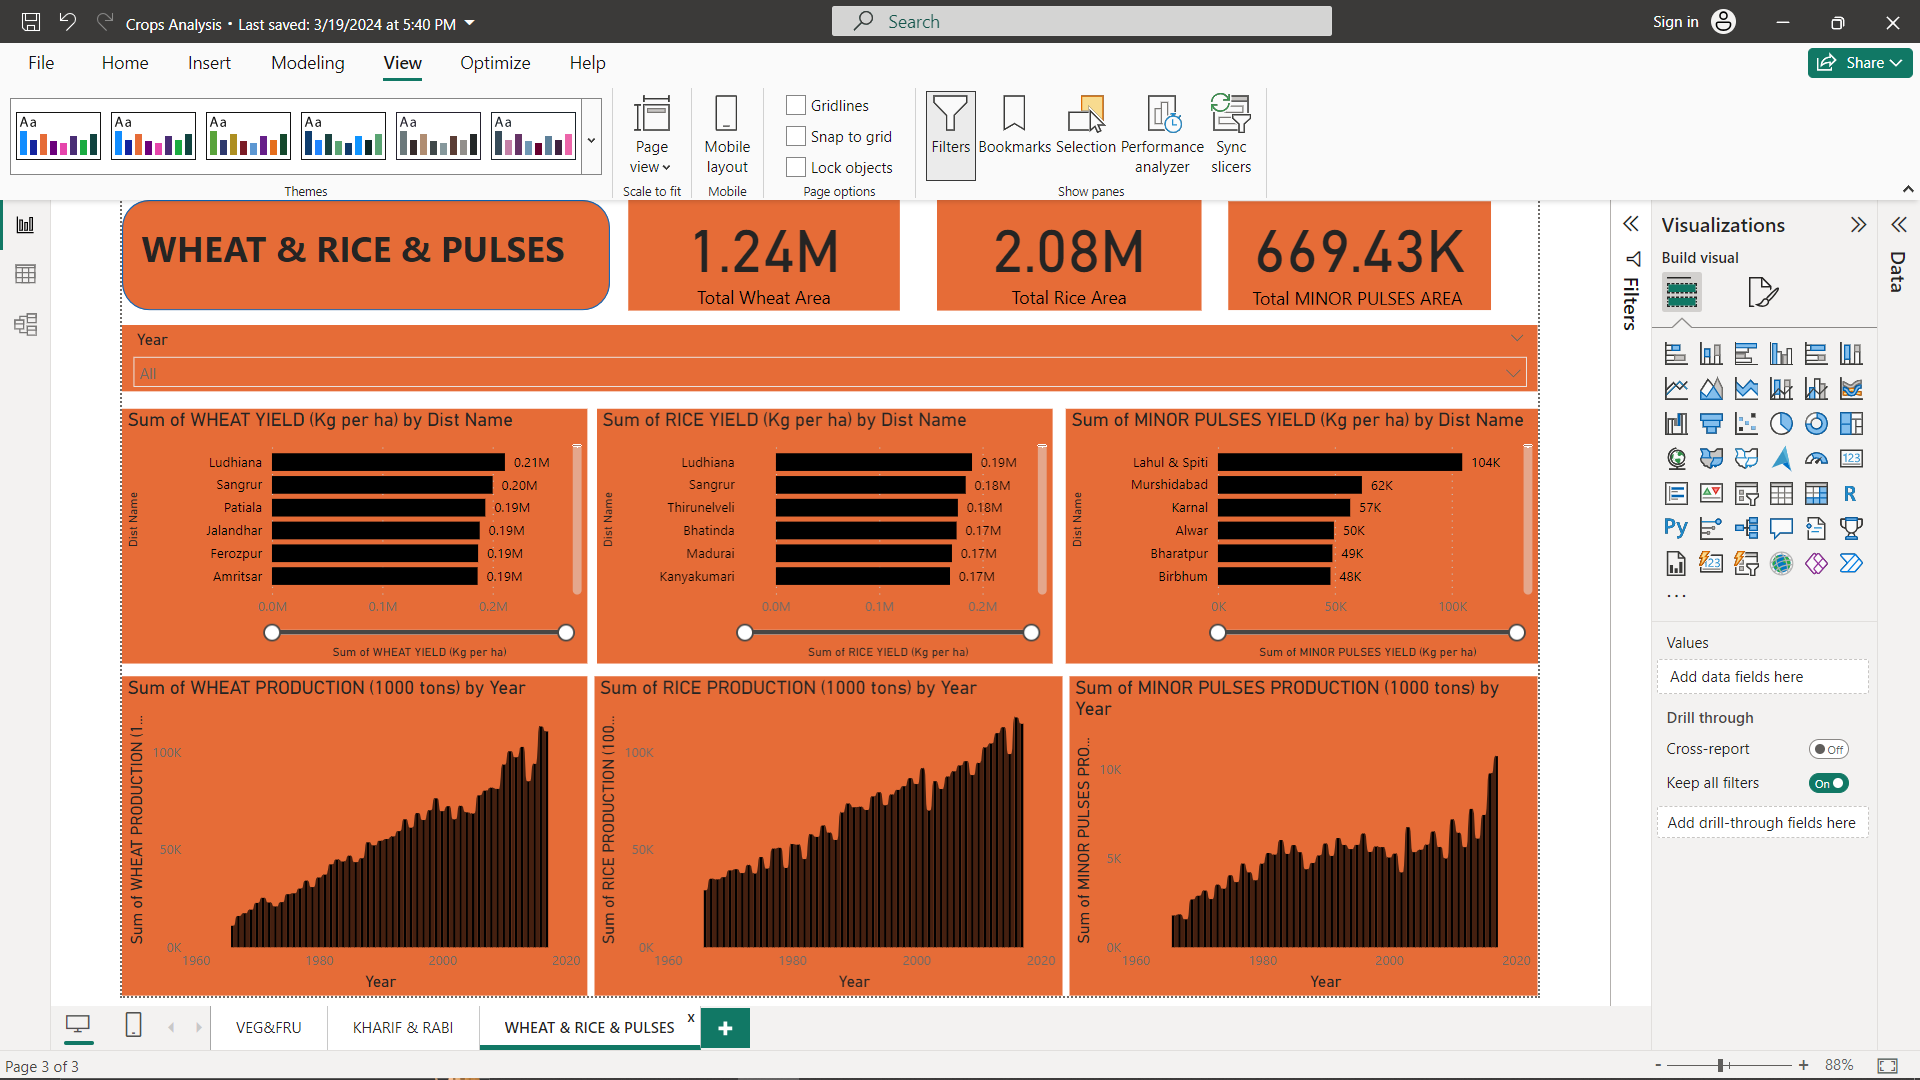 Crops Analysis • Last saved: 3/19/2024 at 5:40 PM
Search
Sign in
File
Home
Insert
Modeling
View
Optimize
Help
Share
Aa
Aa
Aa
Aa
Aa
Aa
Themes
Page
view
Scale to fit
Mobile
layout
Mobile
Gridlines
Snap to grid
Lock objects
Page options
Filters
Bookmarks
Selection
Performance
analyzer
Sync
slicers
Show panes
WHEAT & RICE & PULSES
1.24M
Total Wheat Area
2.08M
Total Rice Area
669.43K
Total MINOR PULSES AREA
Year
All
Sum of WHEAT YIELD (Kg per ha) by Dist Name
Dist Name
Ludhiana 0.21M
Sangrur 0.20M
Patiala 0.19M
Jalandhar 0.19M
Ferozpur 0.19M
Amritsar 0.19M
0.0M 0.1M 0.2M
Sum of WHEAT YIELD (Kg per ha)
Sum of RICE YIELD (Kg per ha) by Dist Name
Dist Name
Ludhiana 0.19M
Sangrur 0.18M
Thirunelveli 0.18M
Bhatinda 0.17M
Madurai 0.17M
Kanyakumari 0.17M
0.0M 0.1M 0.2M
Sum of RICE YIELD (Kg per ha)
Sum of MINOR PULSES YIELD (Kg per ha) by Dist Name
Dist Name
Lahul & Spiti 104K
Murshidabad 62K
Karnal 57K
Alwar 50K
Bharatpur 49K
Birbhum 48K
0K 50K 100K
Sum of MINOR PULSES YIELD (Kg per ha)
Sum of WHEAT PRODUCTION (1000 tons) by Year
Sum of WHEAT PRODUCTION (1...
100K
50K
0K
1960 1980 2000 2020
Year
Sum of RICE PRODUCTION (1000 tons) by Year
Sum of RICE PRODUCTION (100...
100K
50K
0K
1960 1980 2000 2020
Year
Sum of MINOR PULSES PRODUCTION (1000 tons) by
Year
Sum of MINOR PULSES PRO...
10K
5K
0K
1960 1980 2000 2020
Year
Filters
Visualizations
Build visual
123
R
Py
123
...
Values
Add data fields here
Drill through
Cross-report
Off
Keep all filters
On
Add drill-through fields here
Data
VEG&FRU
KHARIF & RABI
WHEAT & RICE & PULSES
x
+
Page 3 of 3
- + 88%